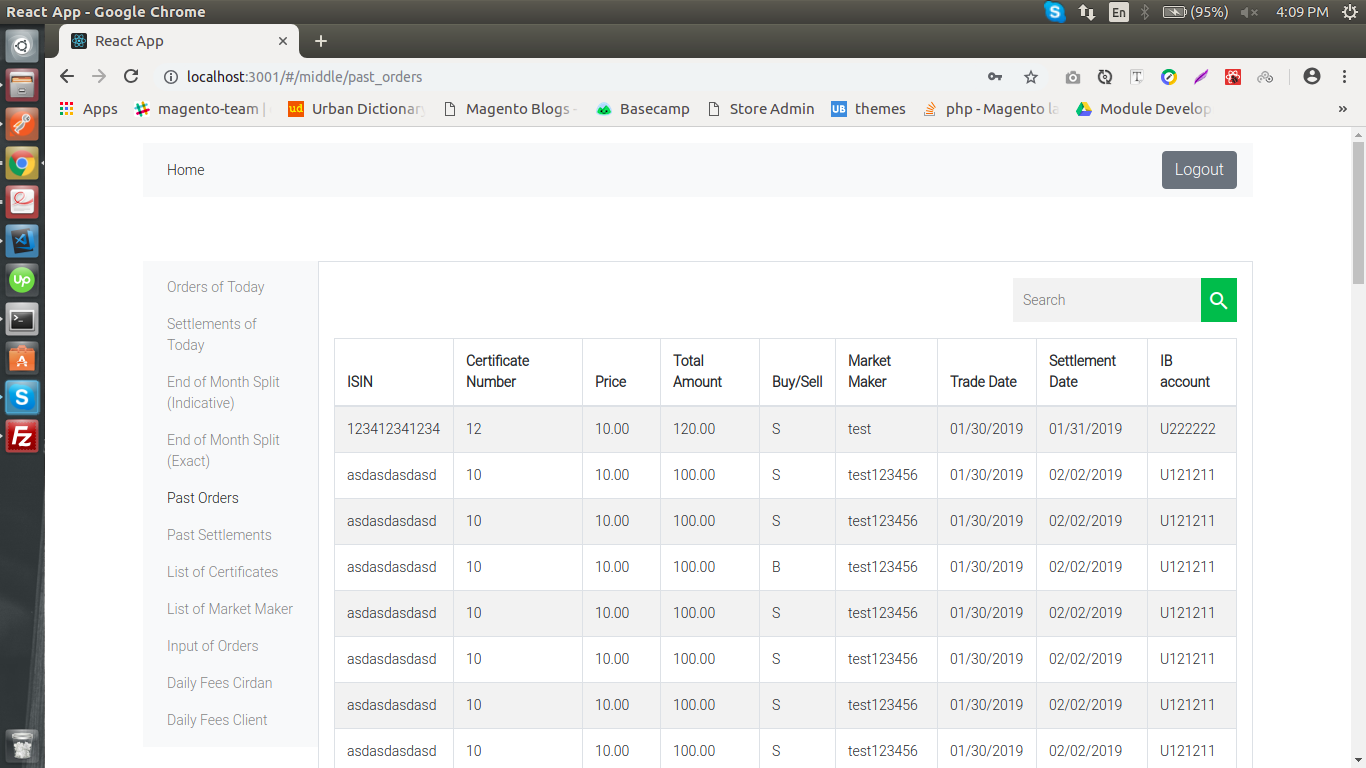 React App - Google Chrome
En
(95%)
4:09 PM
React App
localhost:3001/#/middle/past_orders
Apps
magento-team |
ud
Urban Dictionary
Magento Blogs -
Basecamp
Store Admin
UB
themes
php - Magento la
Module Develop
»
Home
Logout
Orders of Today
Settlements of
Today
End of Month Split
(Indicative)
End of Month Split
(Exact)
Past Orders
Past Settlements
List of Certificates
List of Market Maker
Input of Orders
Daily Fees Cirdan
Daily Fees Client
Search
ISIN Certificate Number Price Total Amount Buy/Sell Market Maker Trade Date Settlement Date IB account
123412341234 12 10.00 120.00 S test 01/30/2019 01/31/2019 U222222
asdasdasdasd 10 10.00 100.00 S test123456 01/30/2019 02/02/2019 U121211
asdasdasdasd 10 10.00 100.00 S test123456 01/30/2019 02/02/2019 U121211
asdasdasdasd 10 10.00 100.00 B test123456 01/30/2019 02/02/2019 U121211
asdasdasdasd 10 10.00 100.00 S test123456 01/30/2019 02/02/2019 U121211
asdasdasdasd 10 10.00 100.00 S test123456 01/30/2019 02/02/2019 U121211
asdasdasdasd 10 10.00 100.00 S test123456 01/30/2019 02/02/2019 U121211
asdasdasdasd 10 10.00 100.00 S test123456 01/30/2019 02/02/2019 U121211